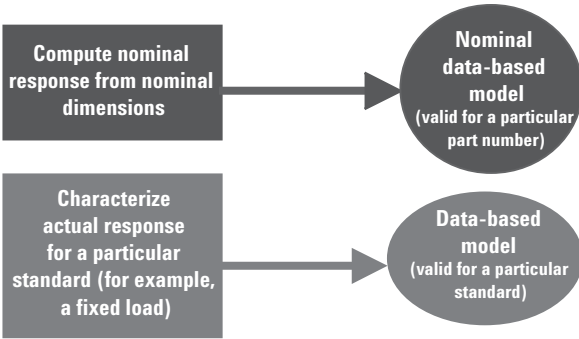 Compute nominal
response from nominal
dimensions
Nominal
data-based
model
(valid for a particular
part number)
Characterize
actual response
for a particular
standard (for example,
a fixed load)
Data-based
model
(valid for a particular
standard)